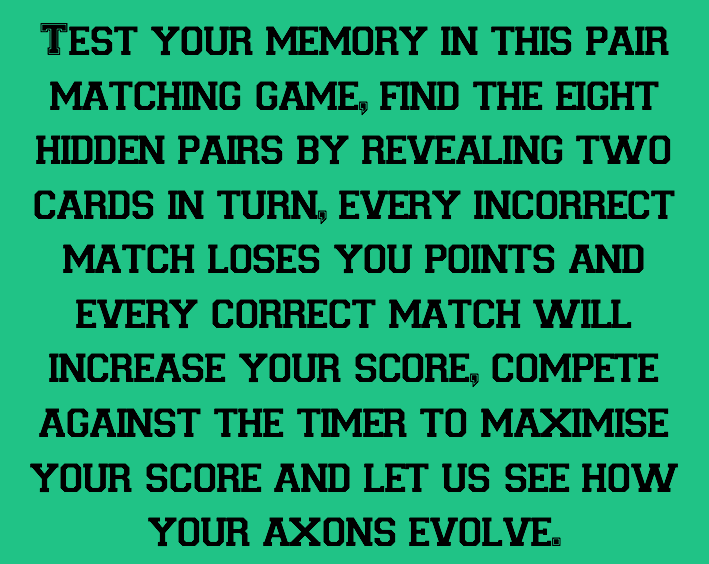 Test your memory in this pair
matching game, find the eight
hidden pairs by revealing two
cards in turn, every incorrect
match loses you points and
every correct match will
increase your score, compete
against the timer to maximise
your score and let us see how
your axons evolve.